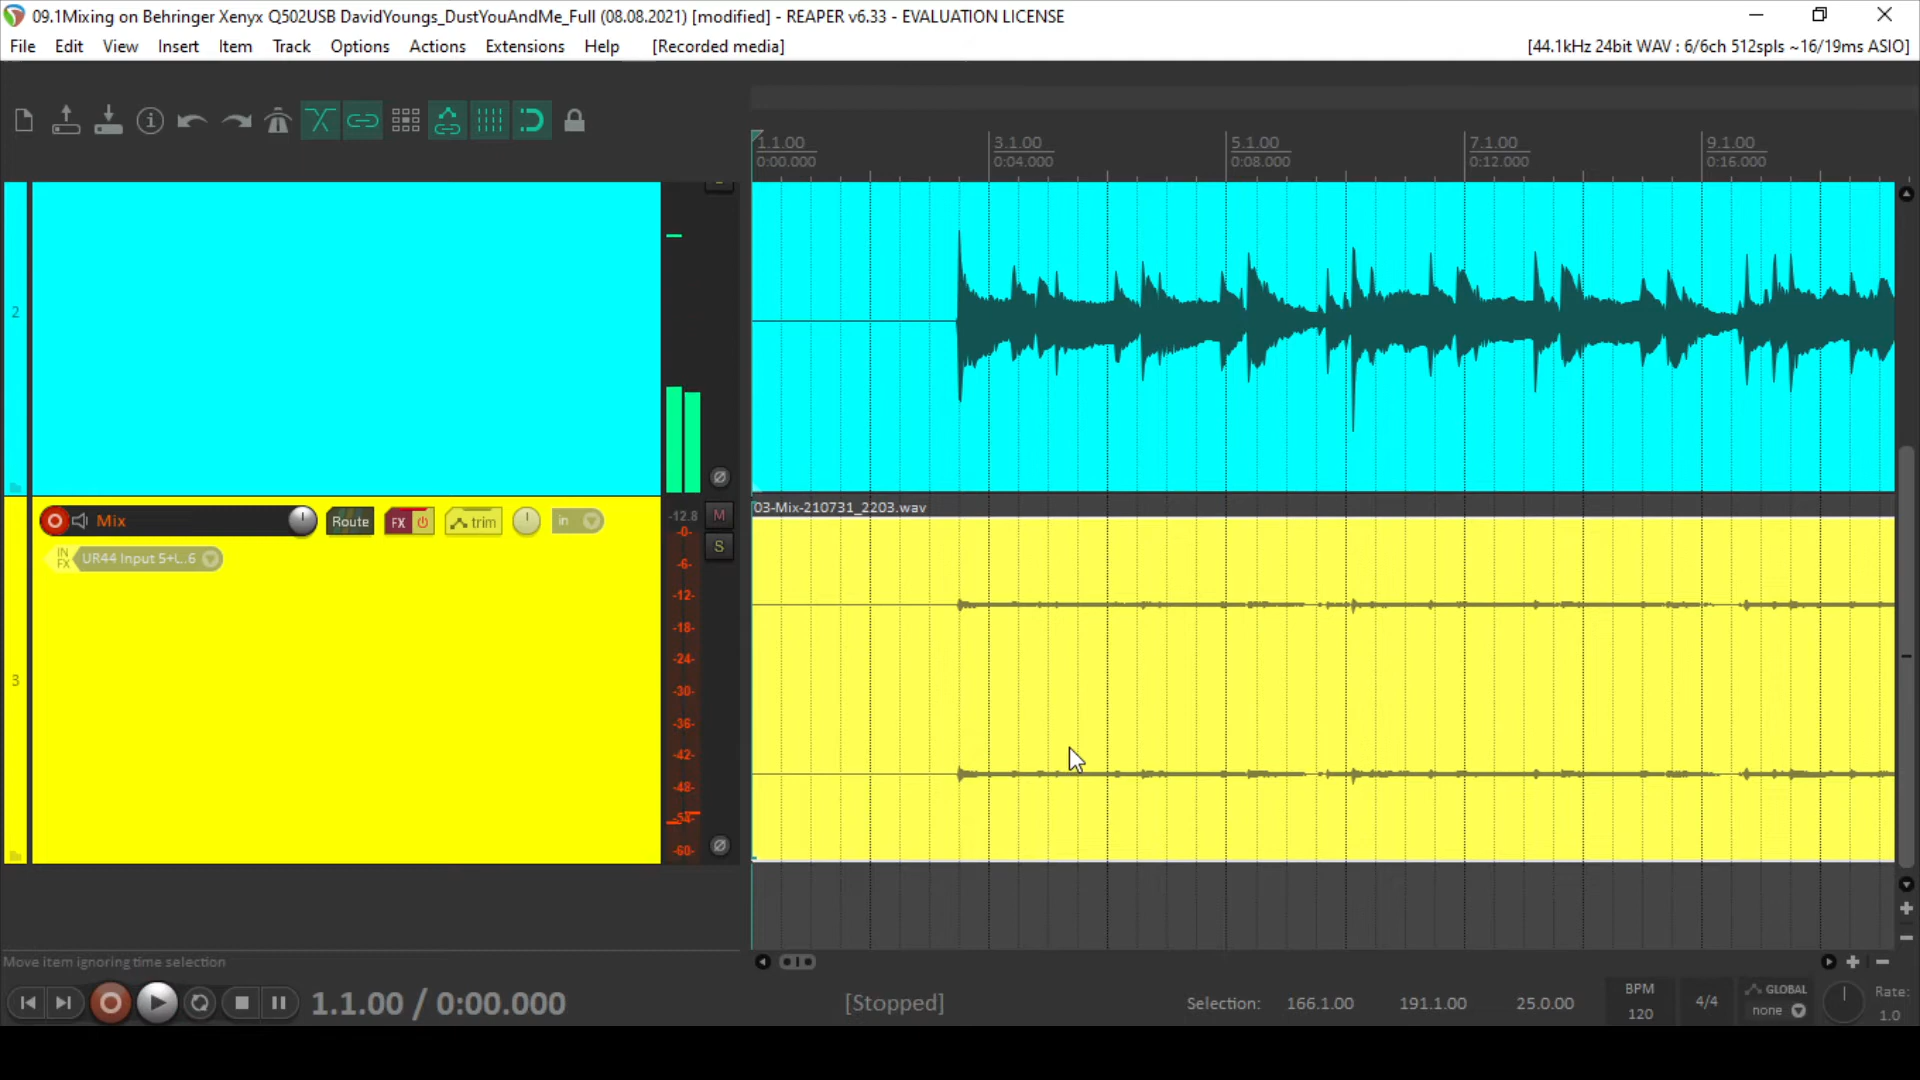 09.1Mixing on Behringer Xenyx Q502USB DavidYoungs_DustYouAndMe_Full (08.08.2021) [modified] - REAPER v6.33 - EVALUATION LICENSE
File Edit View Insert Item Track Options Actions Extensions Help [Recorded media] [44.1kHz 24bit WAV : 6/6ch 512spls ~16/19ms ASIO]
1.1.00 3.1.00 5.1.00 7.1.00 9.1.00
0:00.000 0:04.000 0:08.000 0:12.000 0:16.000
2
03-Mix-210731_2203.wav
Mix Route FX trim in -12.8 M
-0-
S
IN FX UR44 Input 5+L..6
-6-
-12-
-18-
-24-
3
-30-
-36-
-42-
-48-
-54-
-60-
Move item ignoring time selection
1.1.00 / 0:00.000 [Stopped] Selection: 166.1.00 191.1.00 25.0.00
BPM
120
4/4
GLOBAL
none
Rate:
1.0